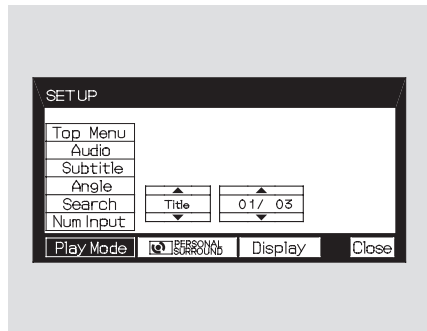 SETUP
Top Menu
Audio
Subtitle
Angle
Search
Num Input
Title
01/ 03
Play Mode
PERSONAL
SURROUND
Display
Close